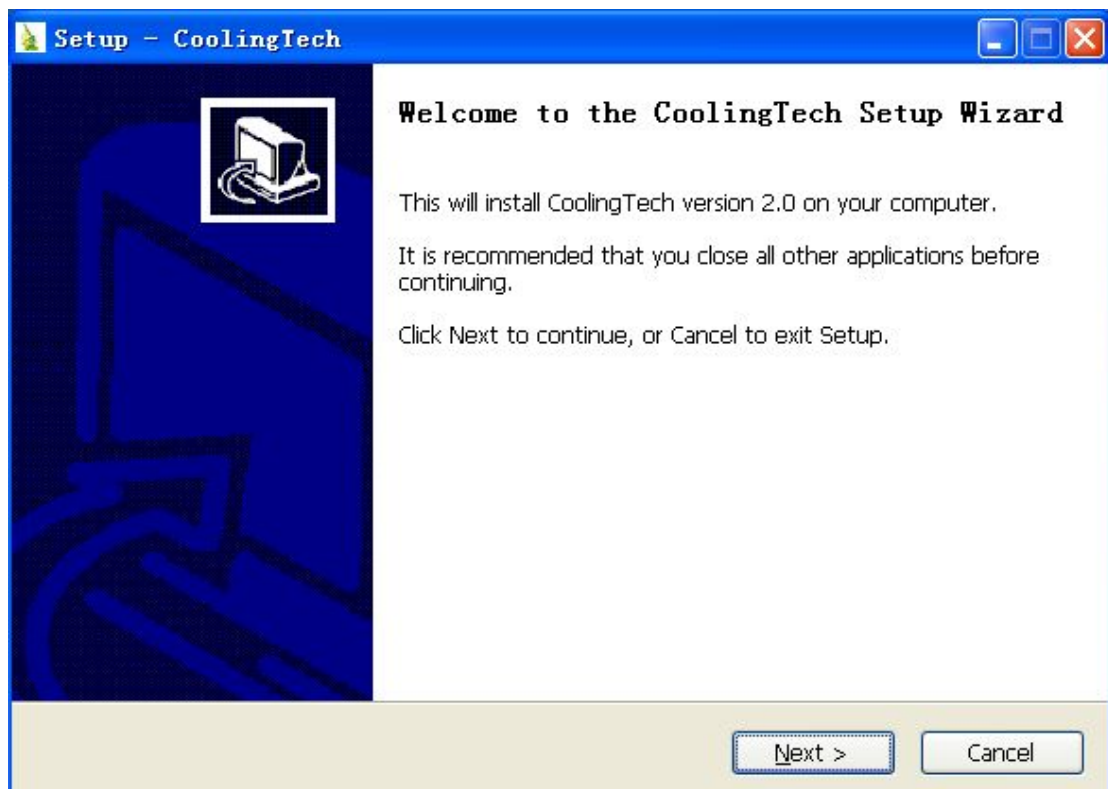 Setup - CoolingTech
Welcome to the CoolingTech Setup Wizard
This will install CoolingTech version 2.0 on your computer.
It is recommended that you close all other applications before
continuing.
Click Next to continue, or Cancel to exit Setup.
Next >
Cancel